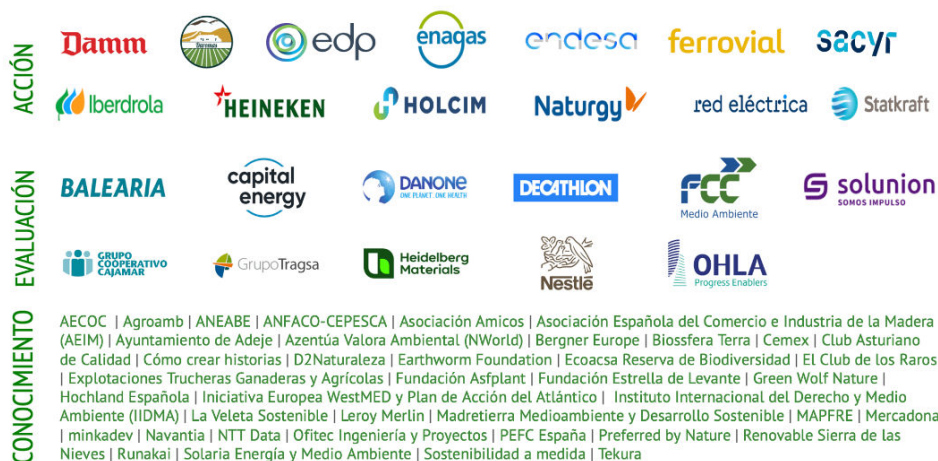 ACCIÓN
Damm
edp
enagas
endesa
ferrovial
sacyr
Iberdrola
HEINEKEN
HOLCIM
Naturgy
red eléctrica
Statkraft
EVALUACIÓN
BALEARIA
capital
energy
DANONE
ONE PLANET. ONE HEALTH
DECATHLON
FCC
Medio Ambiente
solunion
SOMOS IMPULSO
GRUPO
COOPERATIVO
CAJAMAR
GrupoTragsa
Heidelberg
Materials
Nestlé
OHLA
Progress Enablers
CONOCIMIENTO
AECOC | Agroamb | ANEABE | ANFACO-CEPESCA | Asociación Amicos | Asociación Española del Comercio e Industria de la Madera
(AEIM) | Ayuntamiento de Adeje | Azentúa Valora Ambiental (NWorld) | Bergner Europe | Biossfera Terra | Cemex | Club Asturiano
de Calidad | Cómo crear historias | D2Naturaleza | Earthworm Foundation | Ecoacsa Reserva de Biodiversidad | El Club de los Raros
| Explotaciones Trucheras Ganaderas y Agrícolas | Fundación Asfplant | Fundación Estrella de Levante | Green Wolf Nature |
Hochland Española | Iniciativa Europea WestMED y Plan de Acción del Atlántico | Instituto Internacional del Derecho y Medio
Ambiente (IIDMA) | La Veleta Sostenible | Leroy Merlin | Madretierra Medioambiente y Desarrollo Sostenible | MAPFRE | Mercadona
| minkadev | Navantia | NTT Data | Ofitec Ingeniería y Proyectos | PEFC España | Preferred by Nature | Renovable Sierra de las
Nieves | Runakai | Solaria Energía y Medio Ambiente | Sostenibilidad a medida | Tekura